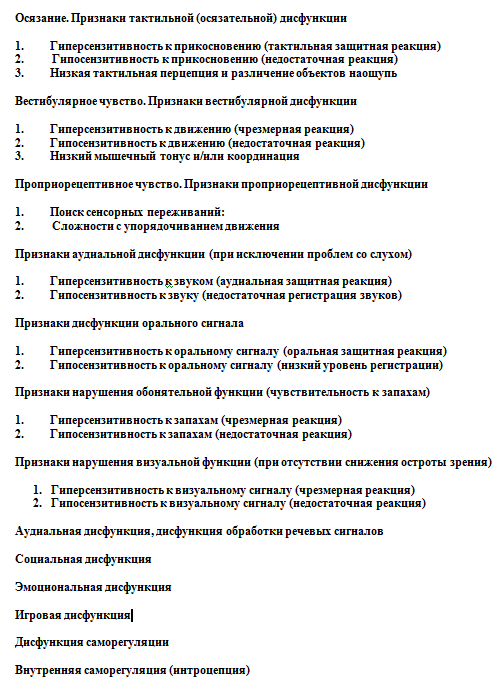 Осязание. Признаки тактильной (осязательной) дисфункции
1. Гиперсензитивность к прикосновению (тактильная защитная реакция)
2. Гипосензитивность к прикосновению (недостаточная реакция)
3. Низкая тактильная перцепция и различение объектов наощупь
Вестибулярное чувство. Признаки вестибулярной дисфункции
1. Гиперсензитивность к движению (чрезмерная реакция)
2. Гипосензитивность к движению (недостаточная реакция)
3. Низкий мышечный тонус и/или координация
Проприорецептивное чувство. Признаки проприорецептивной дисфункции
1. Поиск сенсорных переживаний:
2. Сложности с упорядочиванием движения
Признаки аудиальной дисфункции (при исключении проблем со слухом)
1. Гиперсензитивность к звуком (аудиальная защитная реакция)
2. Гипосензитивность к звуку (недостаточная регистрация звуков)
Признаки дисфункции орального сигнала
1. Гиперсензитивность к оральному сигналу (оральная защитная реакция)
2. Гипосензитивность к оральному сигналу (низкий уровень регистрации)
Признаки нарушения обонятельной функции (чувствительность к запахам)
1. Гиперсензитивность к запахам (чрезмерная реакция)
2. Гипосензитивность к запахам (недостаточная реакция)
Признаки нарушения визуальной функции (при отсутствии снижения остроты зрения)
1. Гиперсензитивность к визуальному сигналу (чрезмерная реакция)
2. Гипосензитивность к визуальному сигналу (недостаточная реакция)
Аудиальная дисфункция, дисфункция обработки речевых сигналов
Социальная дисфункция
Эмоциональная дисфункция
Игровая дисфункция
Дисфункция саморегуляции
Внутренняя саморегуляция (интроцепция)